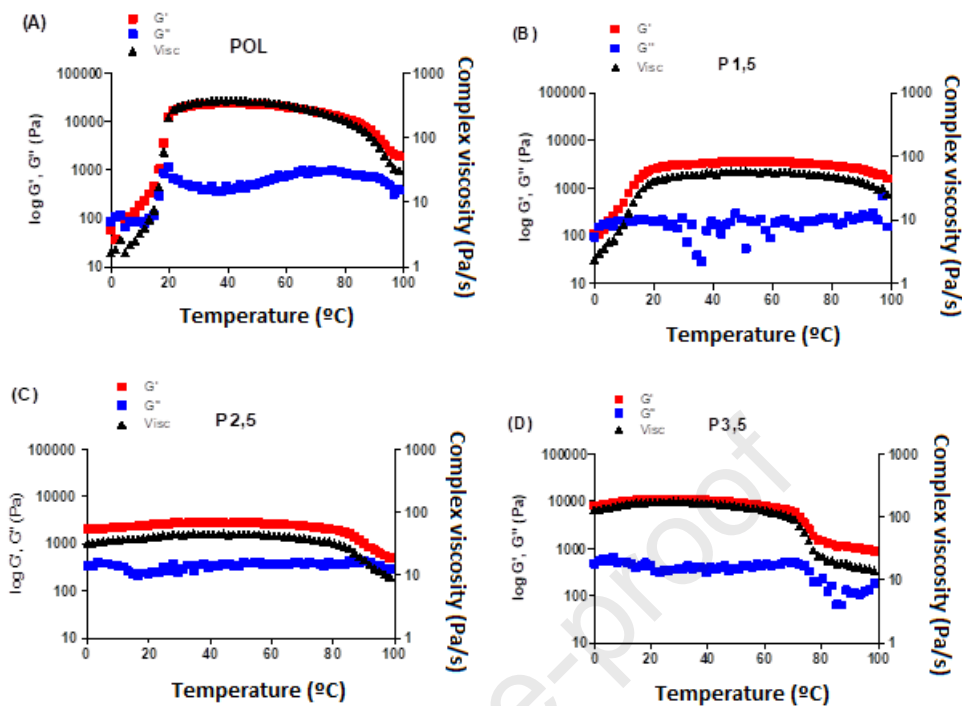 (A)
G'
G"
Visc
POL
100000
10000
1000
100
10
log G', G" (Pa)
1000
100
10
1
Complex viscosity (Pa/s)
0 20 40 60 80 100
Temperature (ºC)
(B)
G'
G"
Visc
P1,5
100000
10000
1000
100
10
log G', G" (Pa)
1000
100
10
1
Complex viscosity (Pa/s)
0 20 40 60 80 100
Temperature (ºC)
(C)
G'
G"
Visc
P2,5
100000
10000
1000
100
10
log G', G" (Pa)
1000
100
10
1
Complex viscosity (Pa/s)
0 20 40 60 80 100
Temperature (ºC)
(D)
G'
G"
Visc
P3,5
100000
10000
1000
100
10
log G', G" (Pa)
1000
100
10
1
Complex viscosity (Pa/s)
0 20 40 60 80 100
Temperature (ºC)
e-proof